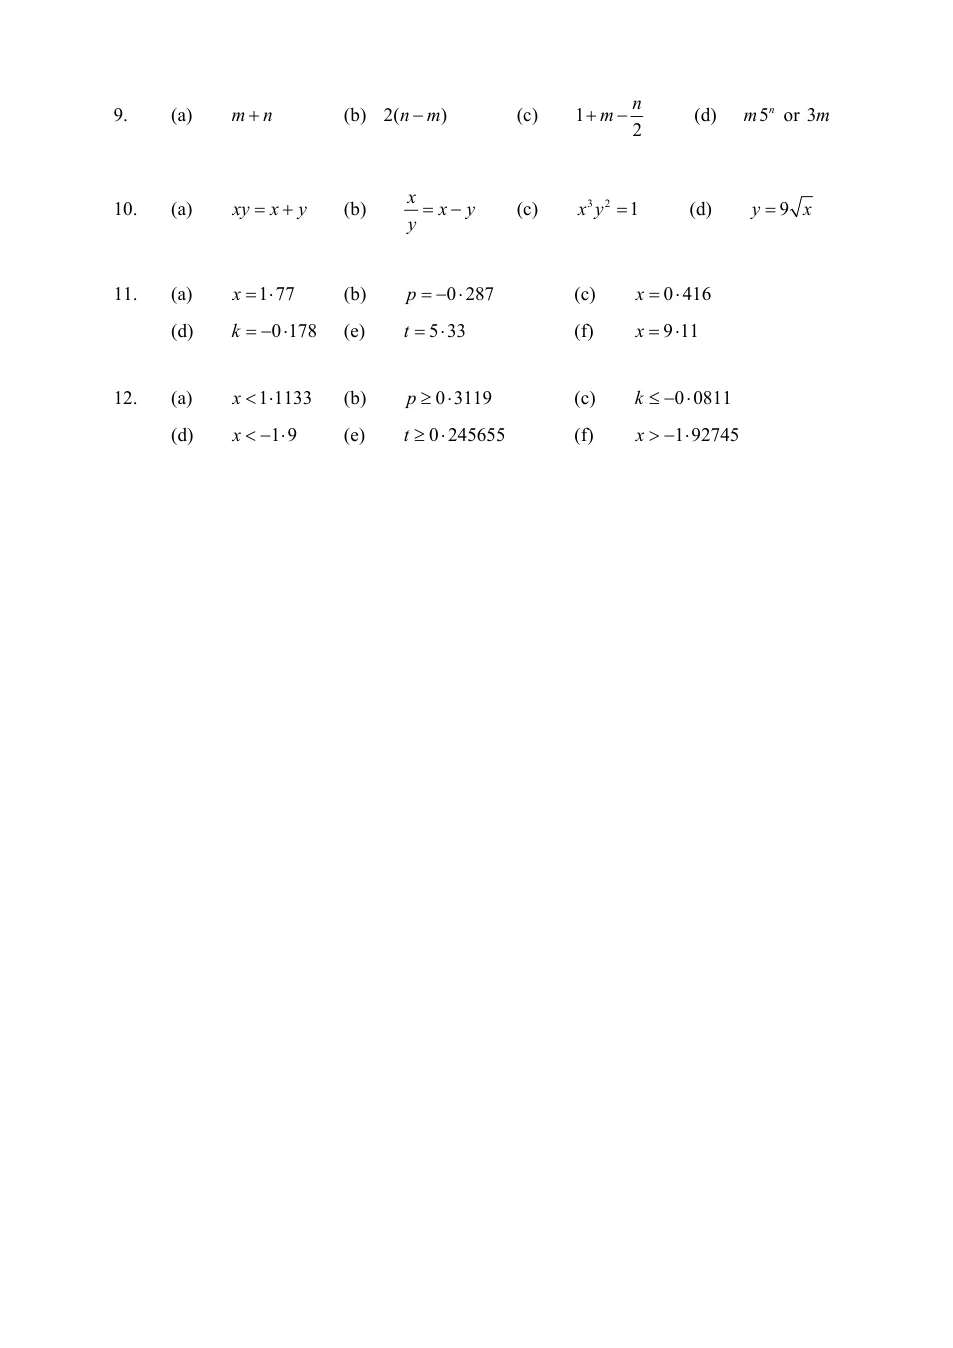 9. (a) m + n (b) 2(n − m) (c) 1 + m − n/2 (d) m5ⁿ or 3m
10. (a) xy = x + y (b) x/y = x − y (c) x³y² = 1 (d) y = 9√x
11. (a) x = 1·77 (b) p = −0·287 (c) x = 0·416
(d) k = −0·178 (e) t = 5·33 (f) x = 9·11
12. (a) x < 1·1133 (b) p ≥ 0·3119 (c) k ≤ −0·0811
(d) x < −1·9 (e) t ≥ 0·245655 (f) x > −1·92745